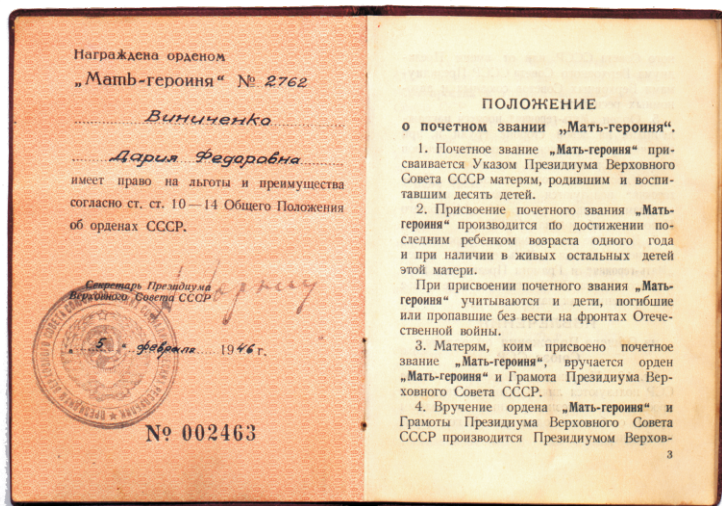 Награждена орденом
„Мать-героиня“ № 2762
Виниченко
Дария Федоровна
имеет право на льготы и преимущества
согласно ст. ст. 10—14 Общего Положения
об орденах СССР.
Секретарь Президиума
Верховного Совета СССР
„ 5 “ февраля 1946 г.
№ 002463
ПОЛОЖЕНИЕ
о почетном звании „Мать-героиня“.
1. Почетное звание „Мать-героиня“ при-
сваивается Указом Президиума Верховного
Совета СССР матерям, родившим и воспи-
тавшим десять детей.
2. Присвоение почетного звания „Мать-
героиня“ производится по достижении по-
следним ребенком возраста одного года
и при наличии в живых остальных детей
этой матери.
При присвоении почетного звания „Мать-
героиня“ учитываются и дети, погибшие
или пропавшие без вести на фронтах Отече-
ственной войны.
3. Матерям, коим присвоено почетное
звание „Мать-героиня“, вручается орден
„Мать-героиня“ и Грамота Президиума Вер-
ховного Совета СССР.
4. Вручение ордена „Мать-героиня“ и
Грамоты Президиума Верховного Совета
СССР производится Президиумом Верхов-
3